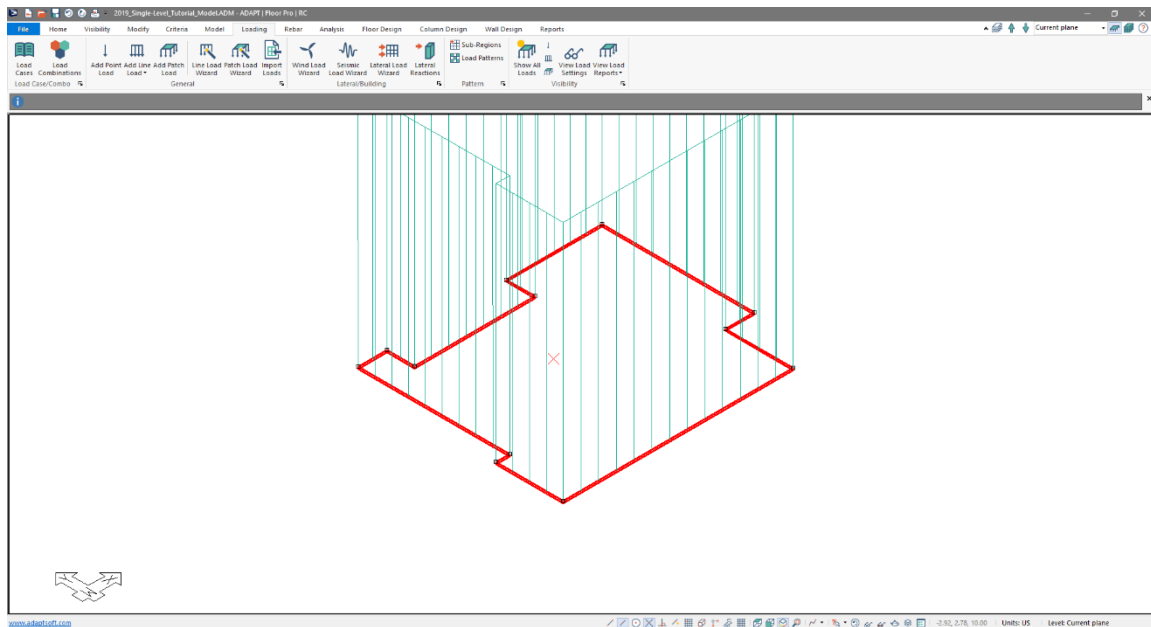 2019_Single-Level_Tutorial_Model.ADM - ADAPT | Floor Pro | RC
File Home Visibility Modify Criteria Model Loading Rebar Analysis Floor Design Column Design Wall Design Reports Current plane
Load Cases Load Combinations Add Point Load Add Line Load Add Patch Load Line Load Wizard Patch Load Wizard Import Loads Wind Load Wizard Seismic Load Wizard Lateral Load Wizard Lateral Reactions Sub-Regions Load Patterns Show All Loads View Load Settings View Load Reports
Load Case/Combo General Lateral/Building Pattern Visibility
X Y
www.adaptsoft.com -2.92, 2.78, 10.00 Units: US Level: Current plane